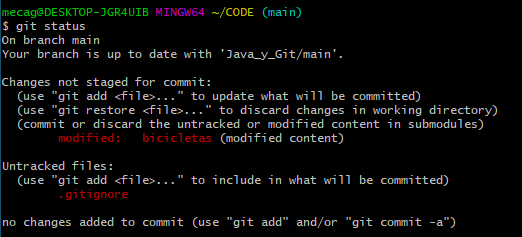 mecag@DESKTOP-JGR4UIB MINGW64 ~/CODE (main)
$ git status
On branch main
Your branch is up to date with 'Java_y_Git/main'.

Changes not staged for commit:
  (use "git add <file>..." to update what will be committed)
  (use "git restore <file>..." to discard changes in working directory)
  (commit or discard the untracked or modified content in submodules)
        modified:   bicicletas (modified content)

Untracked files:
  (use "git add <file>..." to include in what will be committed)
        .gitignore

no changes added to commit (use "git add" and/or "git commit -a")